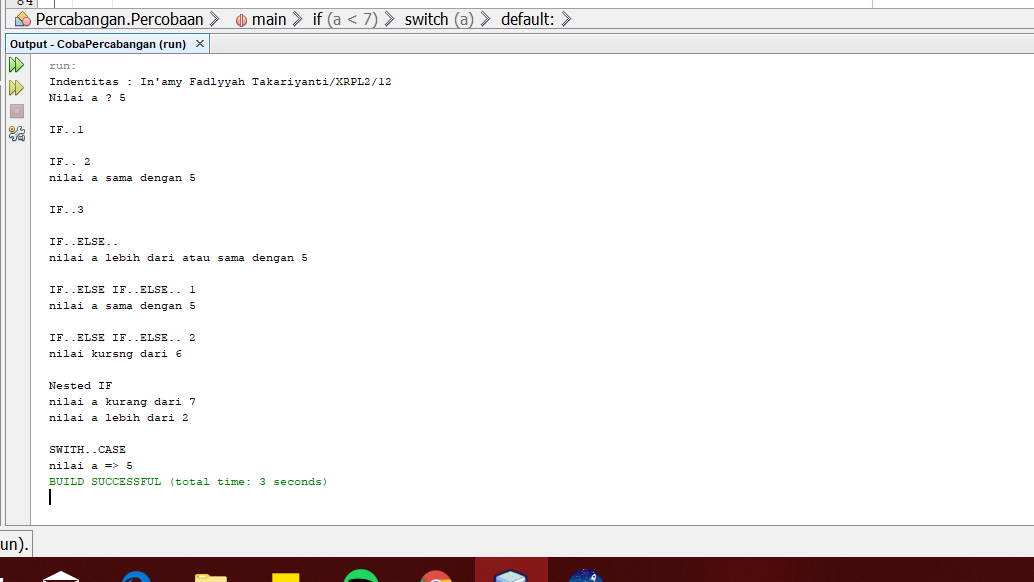 84
Percabangan.Percobaan main if (a < 7) switch (a) default:
Output - CobaPercabangan (run) ×
run:
Indentitas : In'amy Fadlyyah Takariyanti/XRPL2/12
Nilai a ? 5
IF..1
IF.. 2
nilai a sama dengan 5
IF..3
IF..ELSE..
nilai a lebih dari atau sama dengan 5
IF..ELSE IF..ELSE.. 1
nilai a sama dengan 5
IF..ELSE IF..ELSE.. 2
nilai kursng dari 6
Nested IF
nilai a kurang dari 7
nilai a lebih dari 2
SWITH..CASE
nilai a => 5
BUILD SUCCESSFUL (total time: 3 seconds)
un).